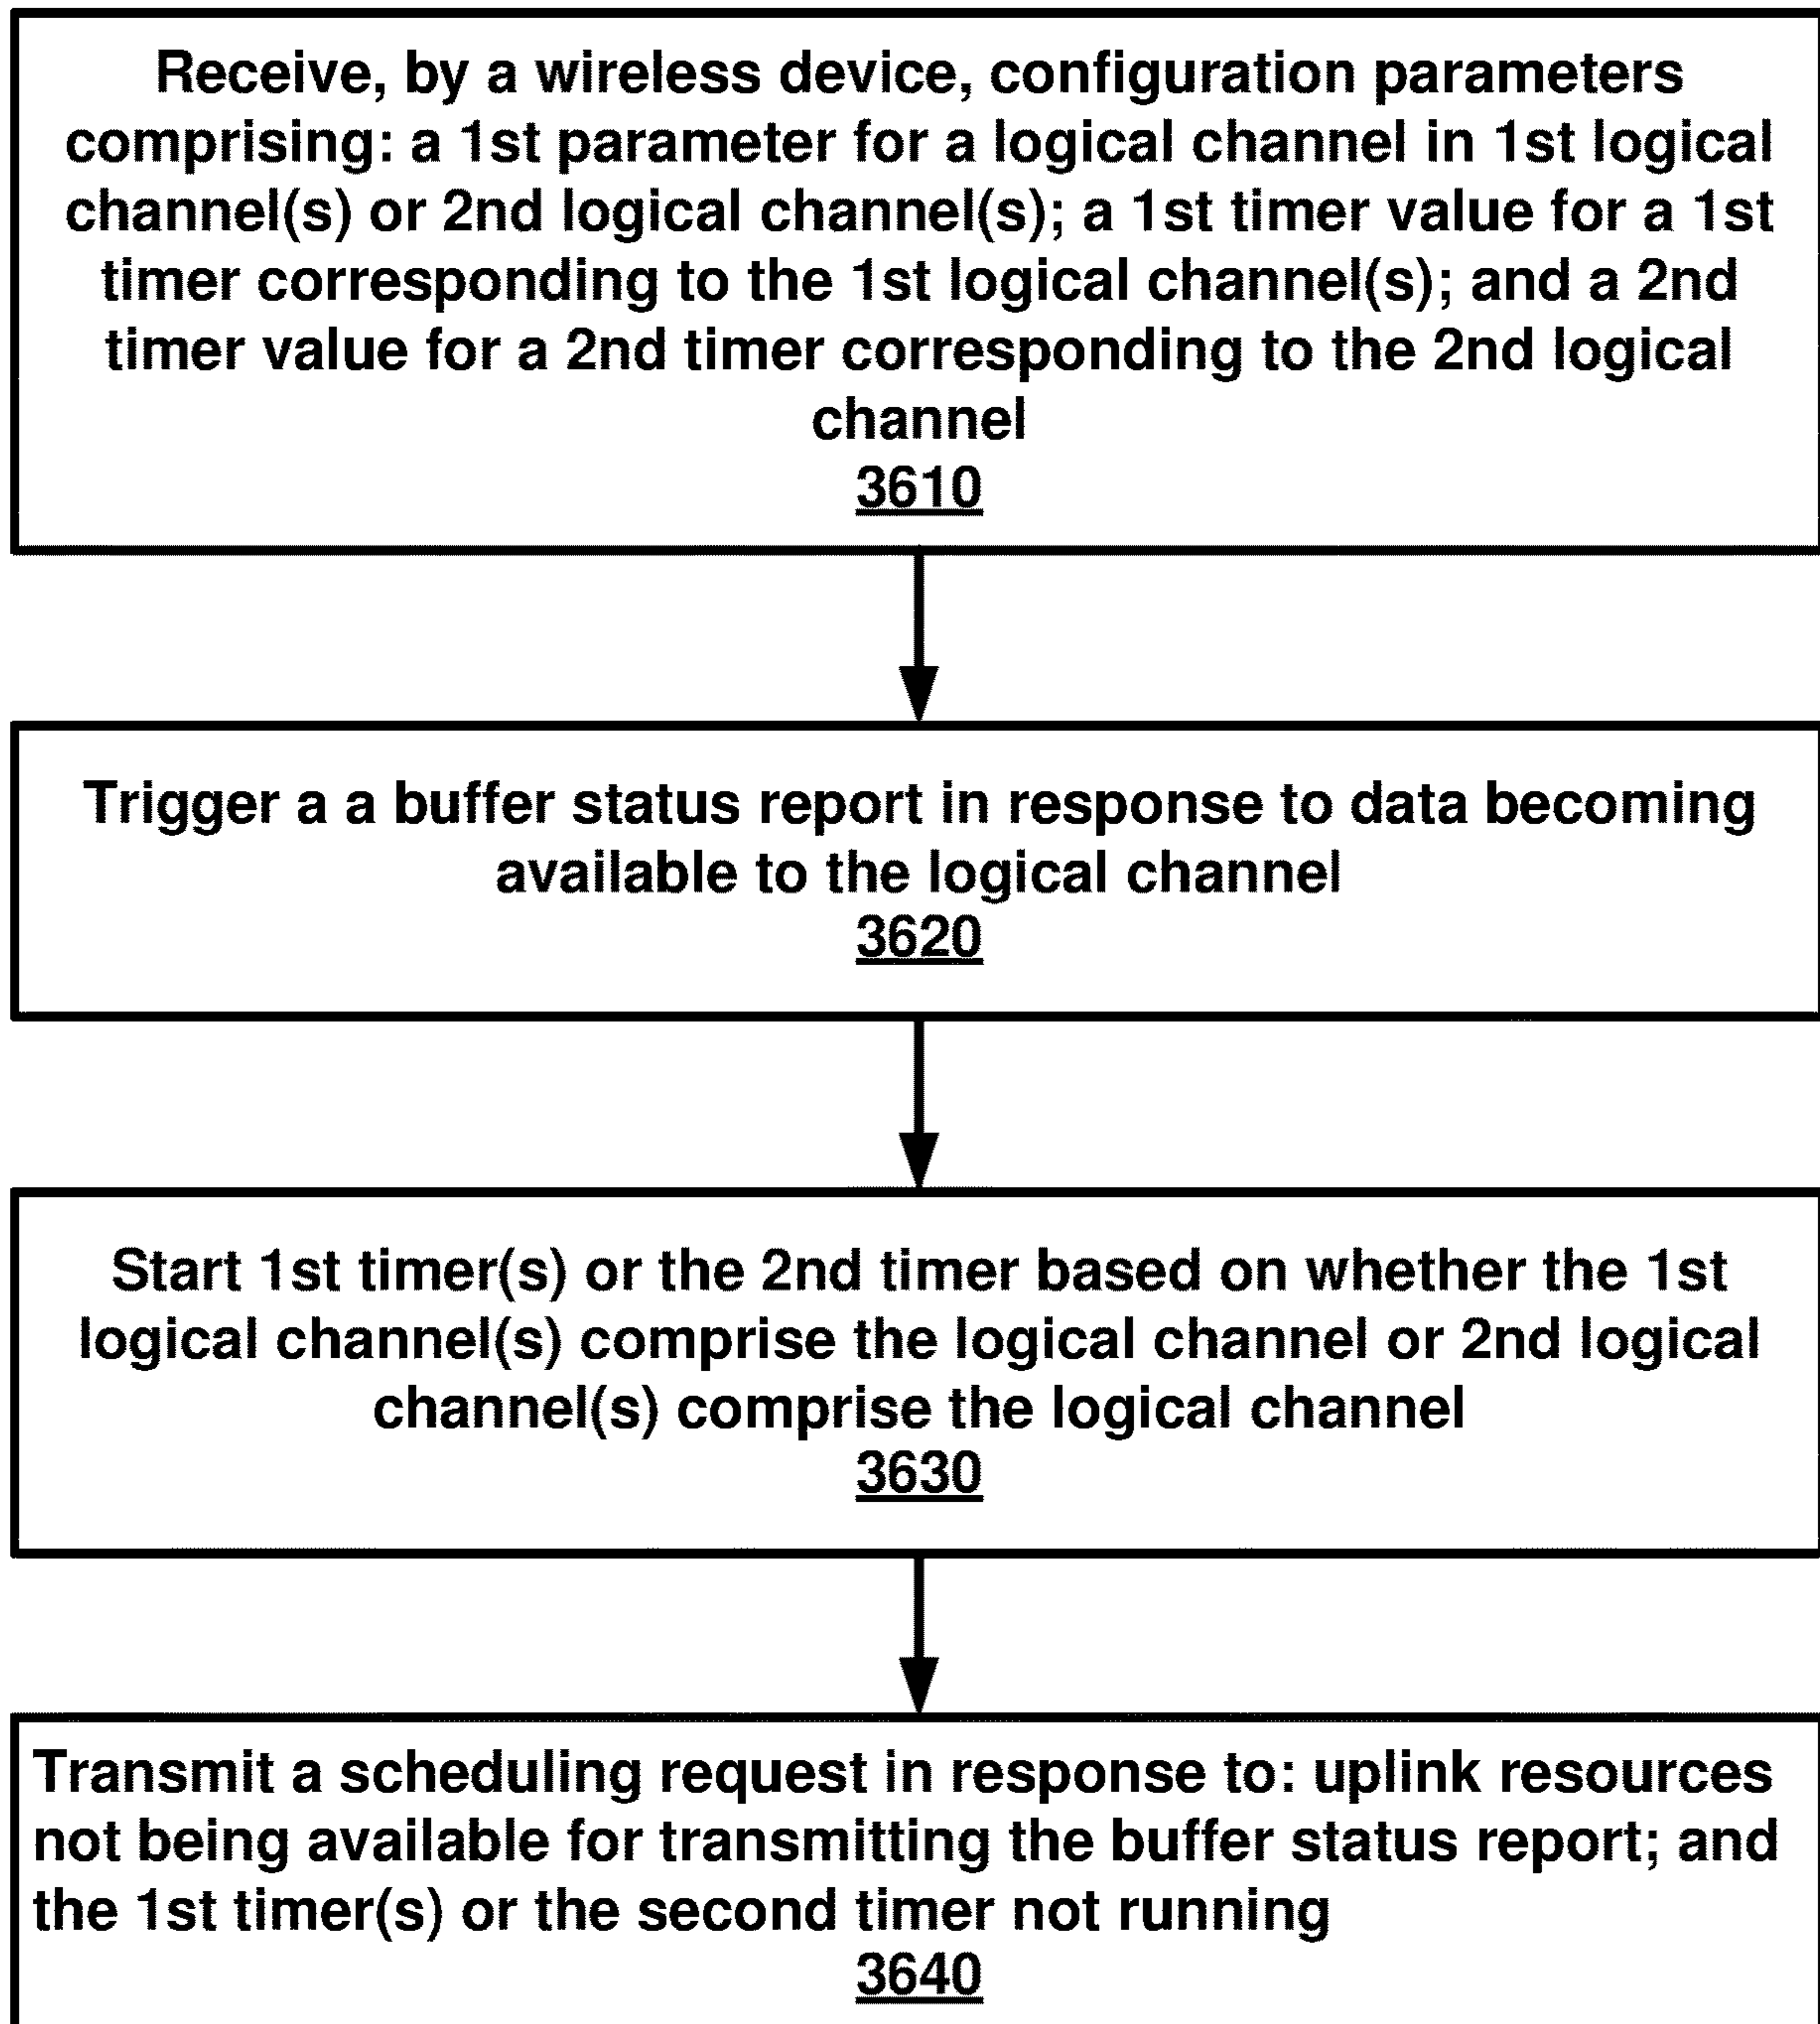 Receive, by a wireless device, configuration parameters
comprising: a 1st parameter for a logical channel in 1st logical
channel(s) or 2nd logical channel(s); a 1st timer value for a 1st
timer corresponding to the 1st logical channel(s); and a 2nd
timer value for a 2nd timer corresponding to the 2nd logical
channel
3610
Trigger a a buffer status report in response to data becoming
available to the logical channel
3620
Start 1st timer(s) or the 2nd timer based on whether the 1st
logical channel(s) comprise the logical channel or 2nd logical
channel(s) comprise the logical channel
3630
Transmit a scheduling request in response to: uplink resources
not being available for transmitting the buffer status report; and
the 1st timer(s) or the second timer not running
3640